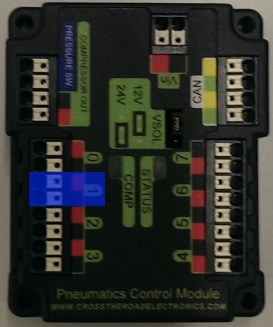 PRESSURE SW
COMPRESSOR OUT
Vin
CAN
24V
12V
VSOL
0
1
2
3
COMP
STATUS
7
6
5
4
Pneumatics Control Module
WWW.CROSSTHEROADELECTRONICS.COM